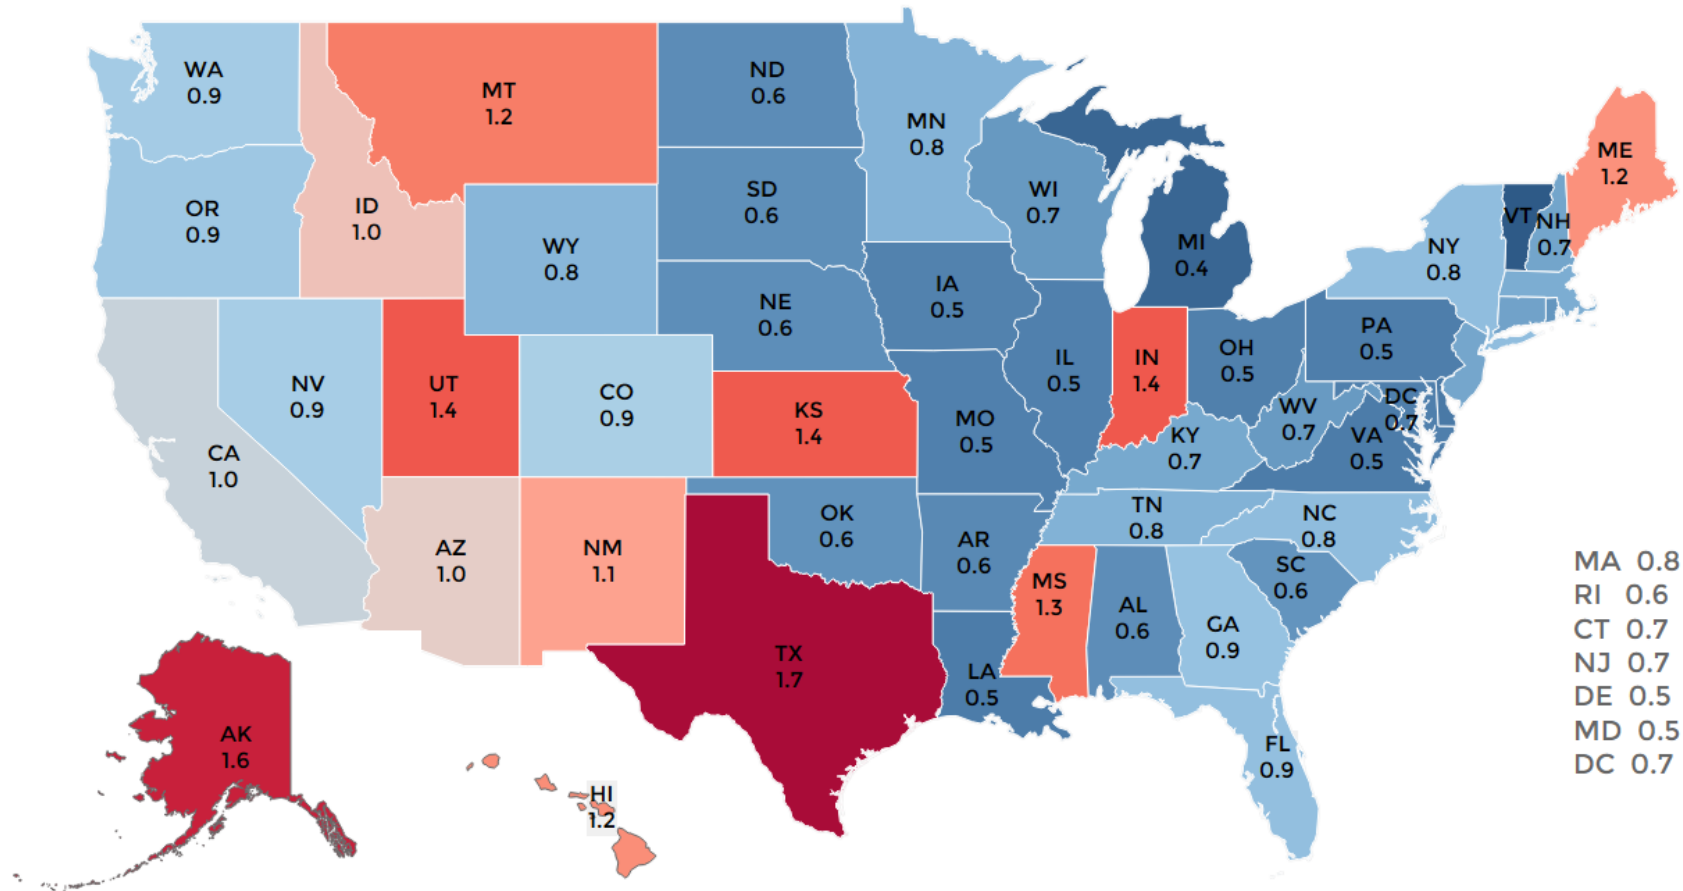 WA
0.9
OR
0.9
CA
1.0
NV
0.9
ID
1.0
MT
1.2
WY
0.8
UT
1.4
AZ
1.0
CO
0.9
NM
1.1
ND
0.6
SD
0.6
NE
0.6
KS
1.4
OK
0.6
TX
1.7
MN
0.8
IA
0.5
MO
0.5
AR
0.6
LA
0.5
WI
0.7
IL
0.5
MS
1.3
MI
0.4
IN
1.4
KY
0.7
TN
0.8
AL
0.6
OH
0.5
WV
0.7
VA
0.5
NC
0.8
SC
0.6
GA
0.9
FL
0.9
PA
0.5
NY
0.8
VT
NH
0.7
ME
1.2
DC
0.7
AK
1.6
HI
1.2
MA 0.8
RI 0.6
CT 0.7
NJ 0.7
DE 0.5
MD 0.5
DC 0.7